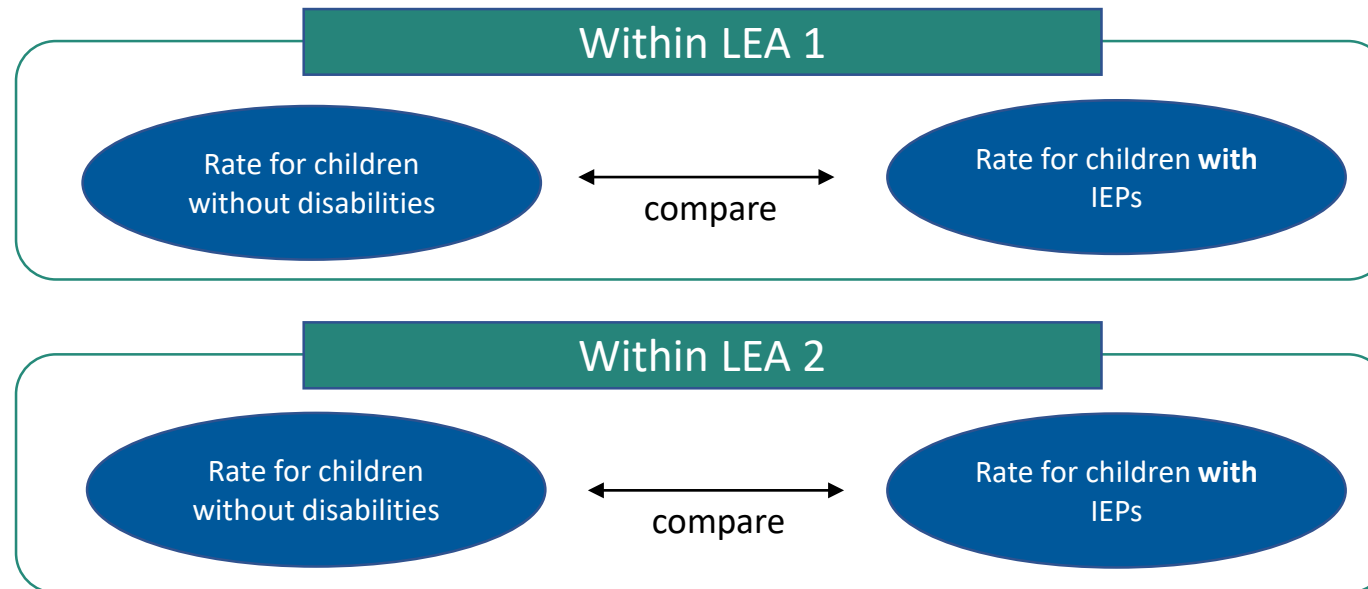 Within LEA 1
Rate for children
without disabilities
compare
Rate for children with
IEPs
Within LEA 2
Rate for children
without disabilities
compare
Rate for children with
IEPs